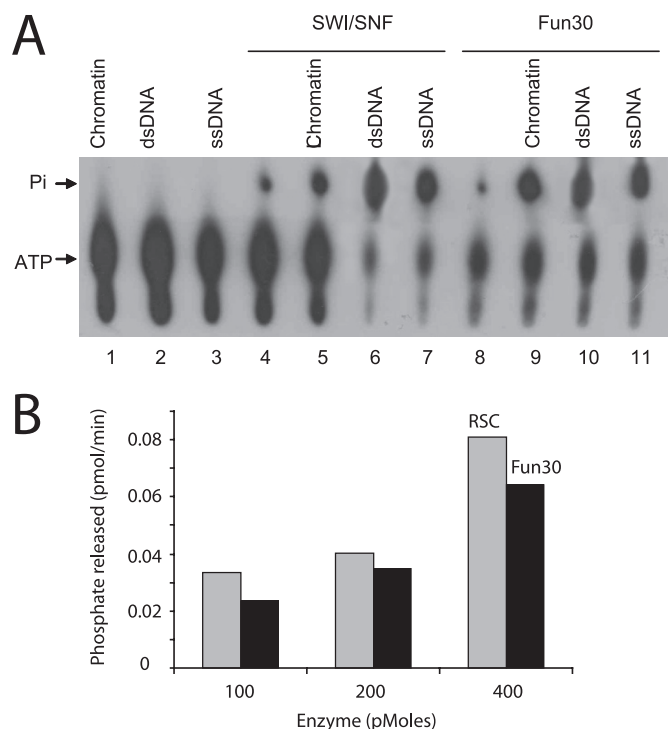 A
SWI/SNF Fun30
Chromatin dsDNA ssDNA Chromatin dsDNA ssDNA Chromatin dsDNA ssDNA
Pi
ATP
1 2 3 4 5 6 7 8 9 10 11
B
Phosphate released (pmol/min)
0.08
0.06
0.04
0.02
0
RSC
Fun30
100 200 400
Enzyme (pMoles)